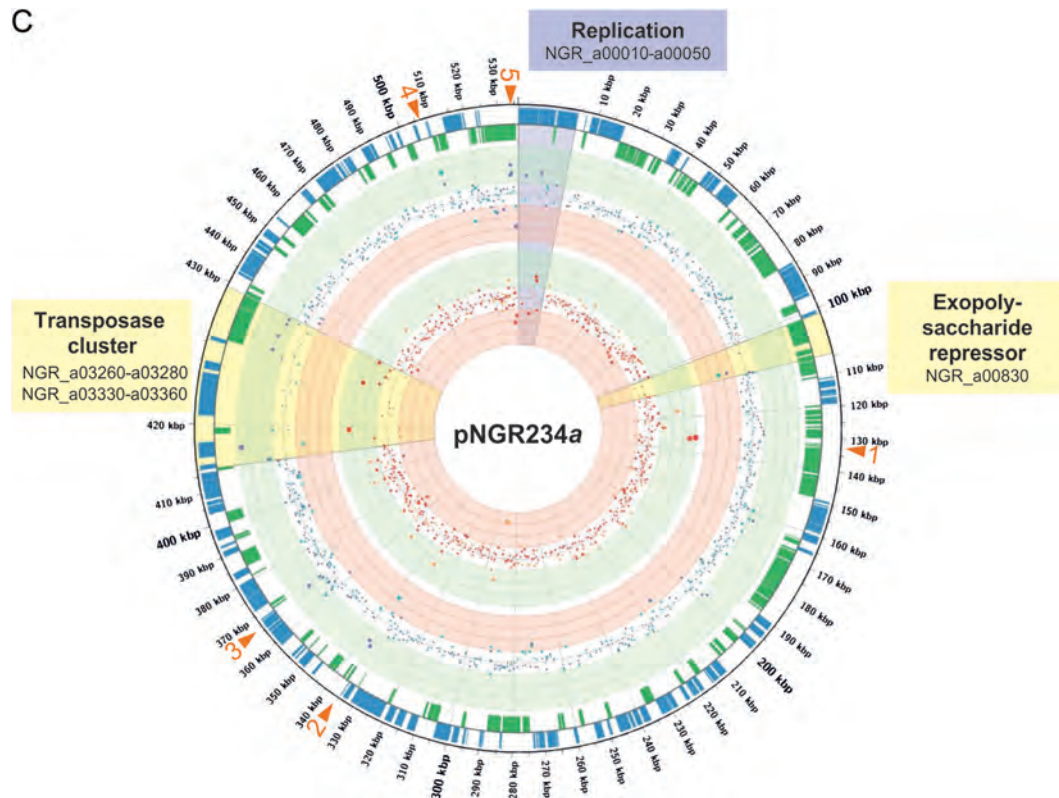 C
Replication
NGR_a00010-a00050
Transposase
cluster
NGR_a03260-a03280
NGR_a03330-a03360
Exopoly-
saccharide
repressor
NGR_a00830
pNGR234a
10 kbp
20 kbp
30 kbp
40 kbp
50 kbp
60 kbp
70 kbp
80 kbp
90 kbp
100 kbp
110 kbp
120 kbp
130 kbp
1
140 kbp
150 kbp
160 kbp
170 kbp
180 kbp
190 kbp
200 kbp
210 kbp
220 kbp
230 kbp
240 kbp
250 kbp
260 kbp
270 kbp
280 kbp
290 kbp
300 kbp
310 kbp
320 kbp
330 kbp
2
340 kbp
350 kbp
360 kbp
3
370 kbp
380 kbp
390 kbp
400 kbp
410 kbp
420 kbp
430 kbp
440 kbp
450 kbp
460 kbp
470 kbp
480 kbp
490 kbp
500 kbp
4
510 kbp
520 kbp
530 kbp
5